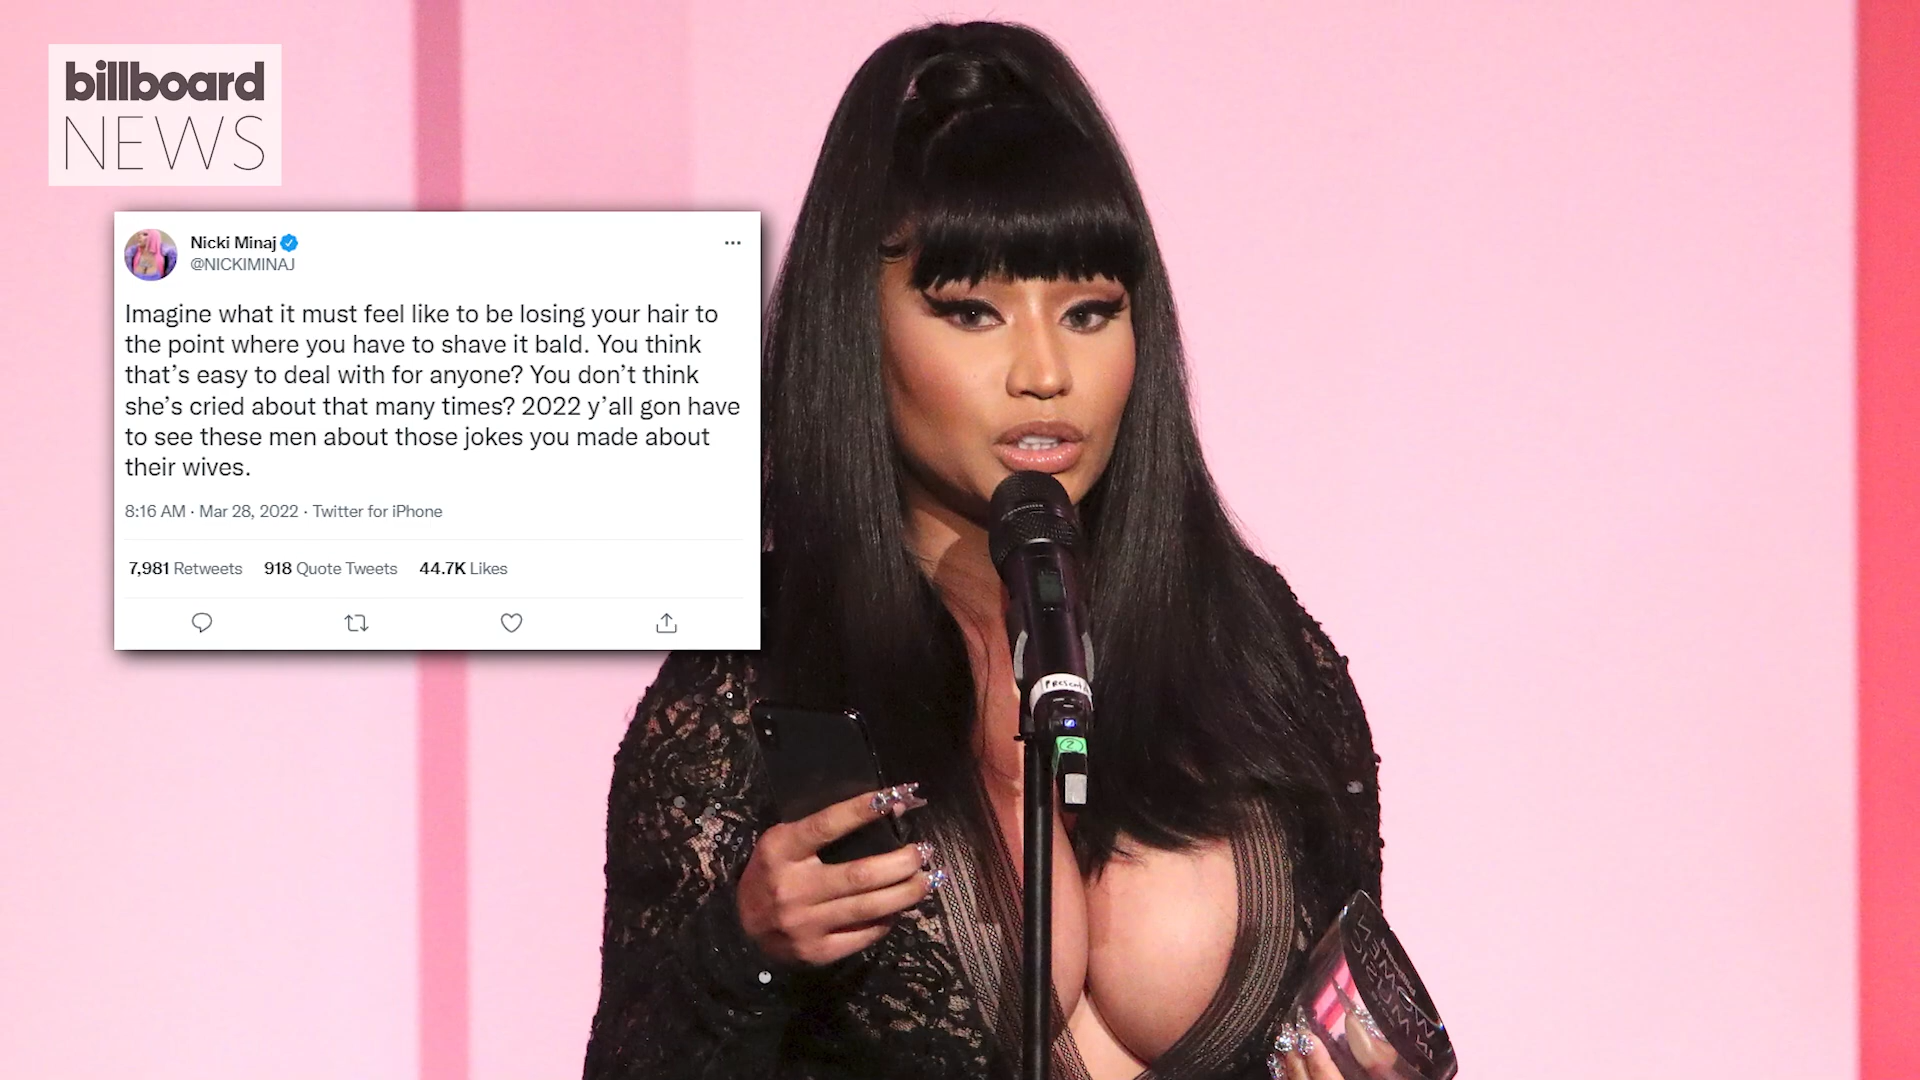 billboard
NEWS
Nicki Minaj
@NICKIMINAJ
Imagine what it must feel like to be losing your hair to
the point where you have to shave it bald. You think
that’s easy to deal with for anyone? You don’t think
she’s cried about that many times? 2022 y’all gon have
to see these men about those jokes you made about
their wives.
8:16 AM · Mar 28, 2022 · Twitter for iPhone
7,981 Retweets 918 Quote Tweets 44.7K Likes
2
WOMEN
IN MUSIC